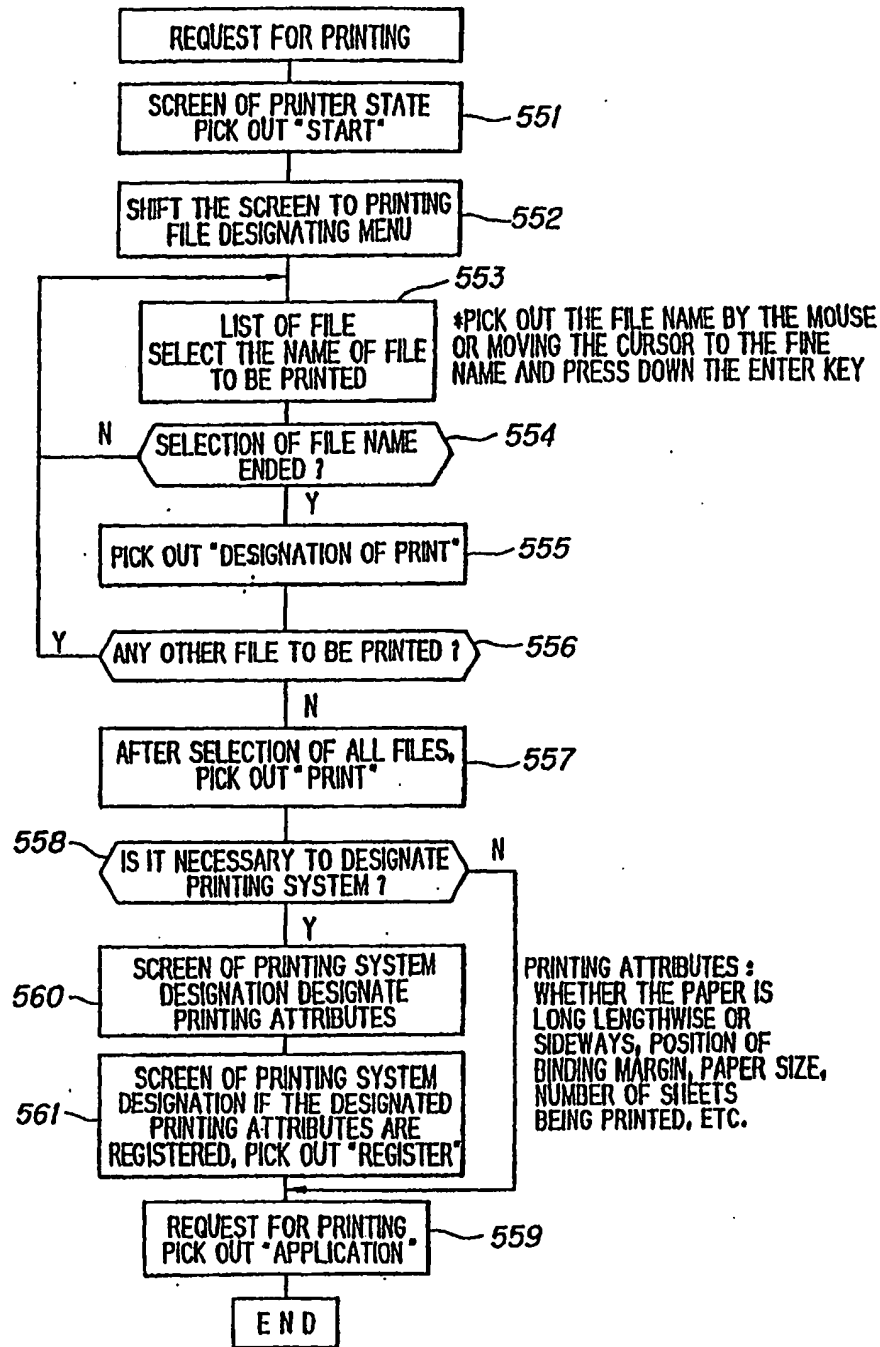 REQUEST FOR PRINTING
SCREEN OF PRINTER STATE
PICK OUT "START"
551
SHIFT THE SCREEN TO PRINTING
FILE DESIGNATING MENU
552
553
LIST OF FILE
SELECT THE NAME OF FILE
TO BE PRINTED
*PICK OUT THE FILE NAME BY THE MOUSE
OR MOVING THE CURSOR TO THE FINE
NAME AND PRESS DOWN THE ENTER KEY
N
SELECTION OF FILE NAME
ENDED ?
554
Y
PICK OUT "DESIGNATION OF PRINT"
555
Y
ANY OTHER FILE TO BE PRINTED ?
556
N
AFTER SELECTION OF ALL FILES,
PICK OUT "PRINT"
557
558
IS IT NECESSARY TO DESIGNATE
PRINTING SYSTEM ?
N
Y
SCREEN OF PRINTING SYSTEM
DESIGNATION DESIGNATE
PRINTING ATTRIBUTES
560
PRINTING ATTRIBUTES :
WHETHER THE PAPER IS
LONG LENGTHWISE OR
SIDEWAYS, POSITION OF
BINDING MARGIN, PAPER SIZE,
NUMBER OF SHEETS
BEING PRINTED, ETC.
SCREEN OF PRINTING SYSTEM
DESIGNATION IF THE DESIGNATED
PRINTING ATTRIBUTES ARE
REGISTERED, PICK OUT "REGISTER"
561
REQUEST FOR PRINTING
PICK OUT "APPLICATION"
559
END